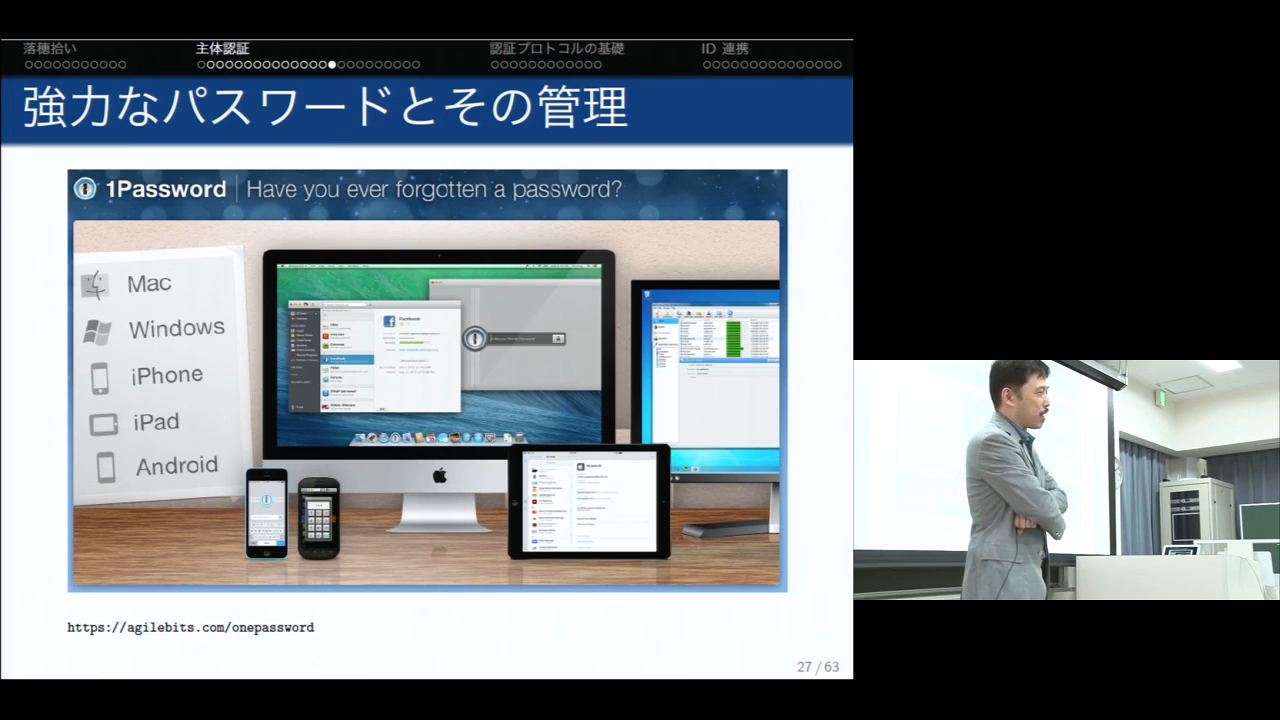 落穂拾い
主体認証
認証プロトコルの基礎
ID 連携
強力なパスワードとその管理
1Password | Have you ever forgotten a password?
Mac
Windows
iPhone
iPad
Android
Facebook
https://agilebits.com/onepassword
27 / 63